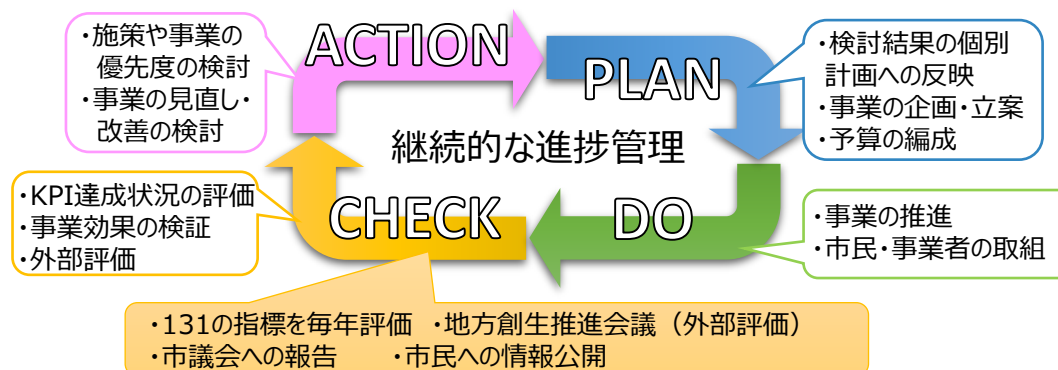 ・施策や事業の
優先度の検討
・事業の見直し・
改善の検討
ACTION
PLAN
・検討結果の個別
計画への反映
・事業の企画・立案
・予算の編成
継続的な進捗管理
・KPI達成状況の評価
・事業効果の検証
・外部評価
CHECK
DO
・事業の推進
・市民・事業者の取組
・131の指標を毎年評価 ・地方創生推進会議（外部評価）
・市議会への報告 ・市民への情報公開